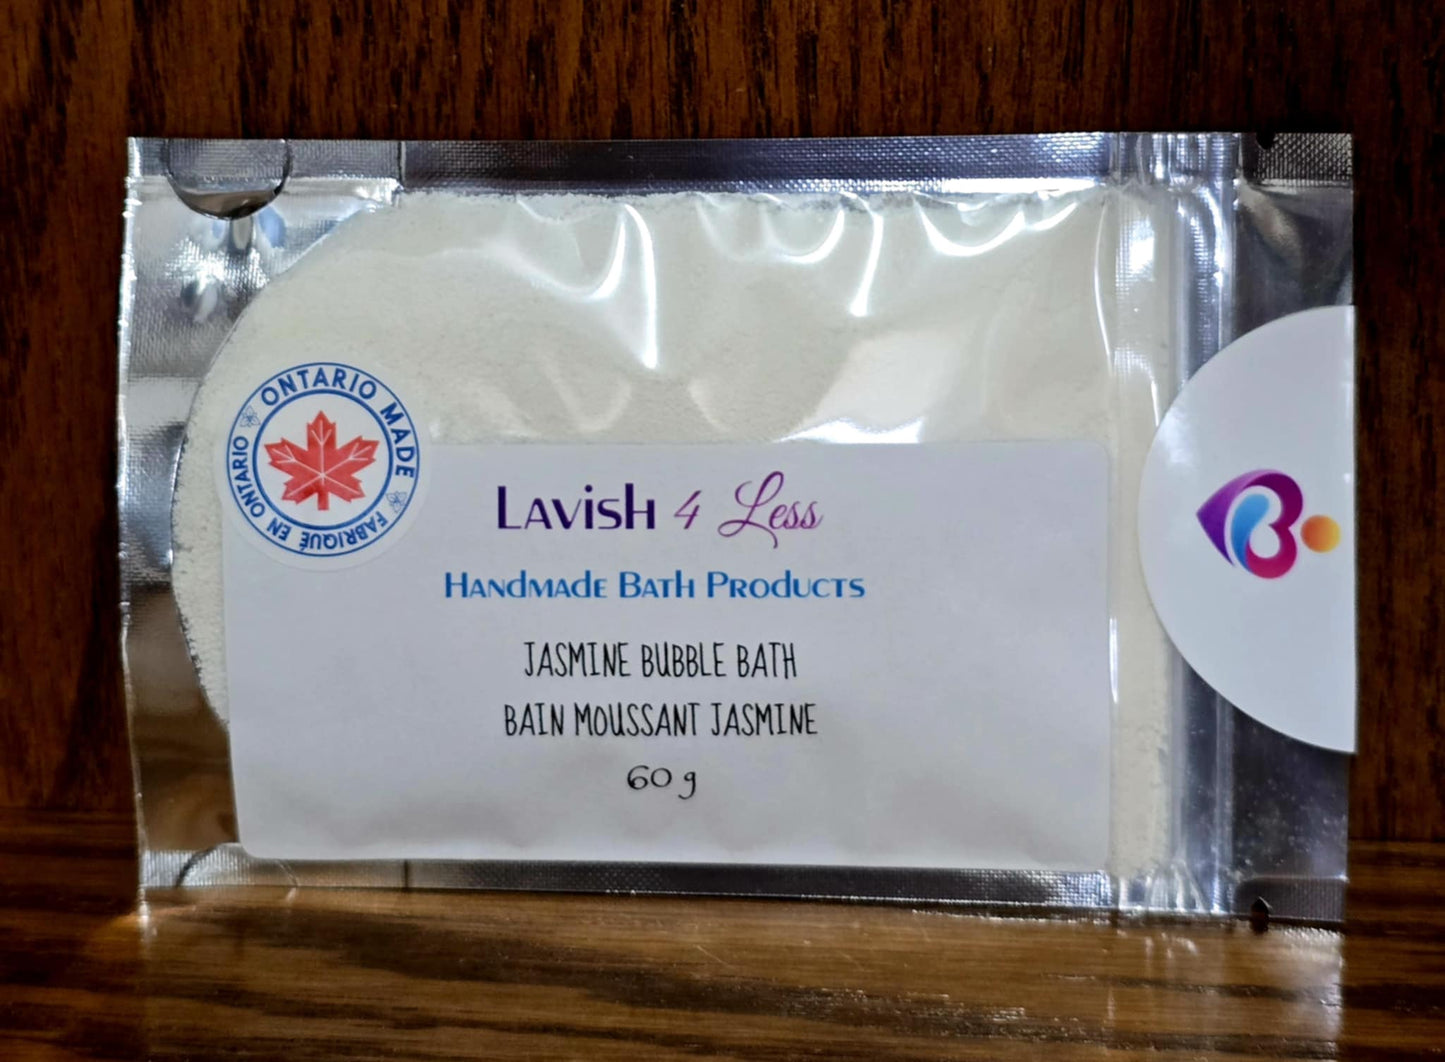 ONTARIO MADE
FABRIQUÉ EN ONTARIO
LAVISH 4 Less
HANDMADE BATH PRODUCTS
JASMINE BUBBLE BATH
BAIN MOUSSANT JASMINE
60 g